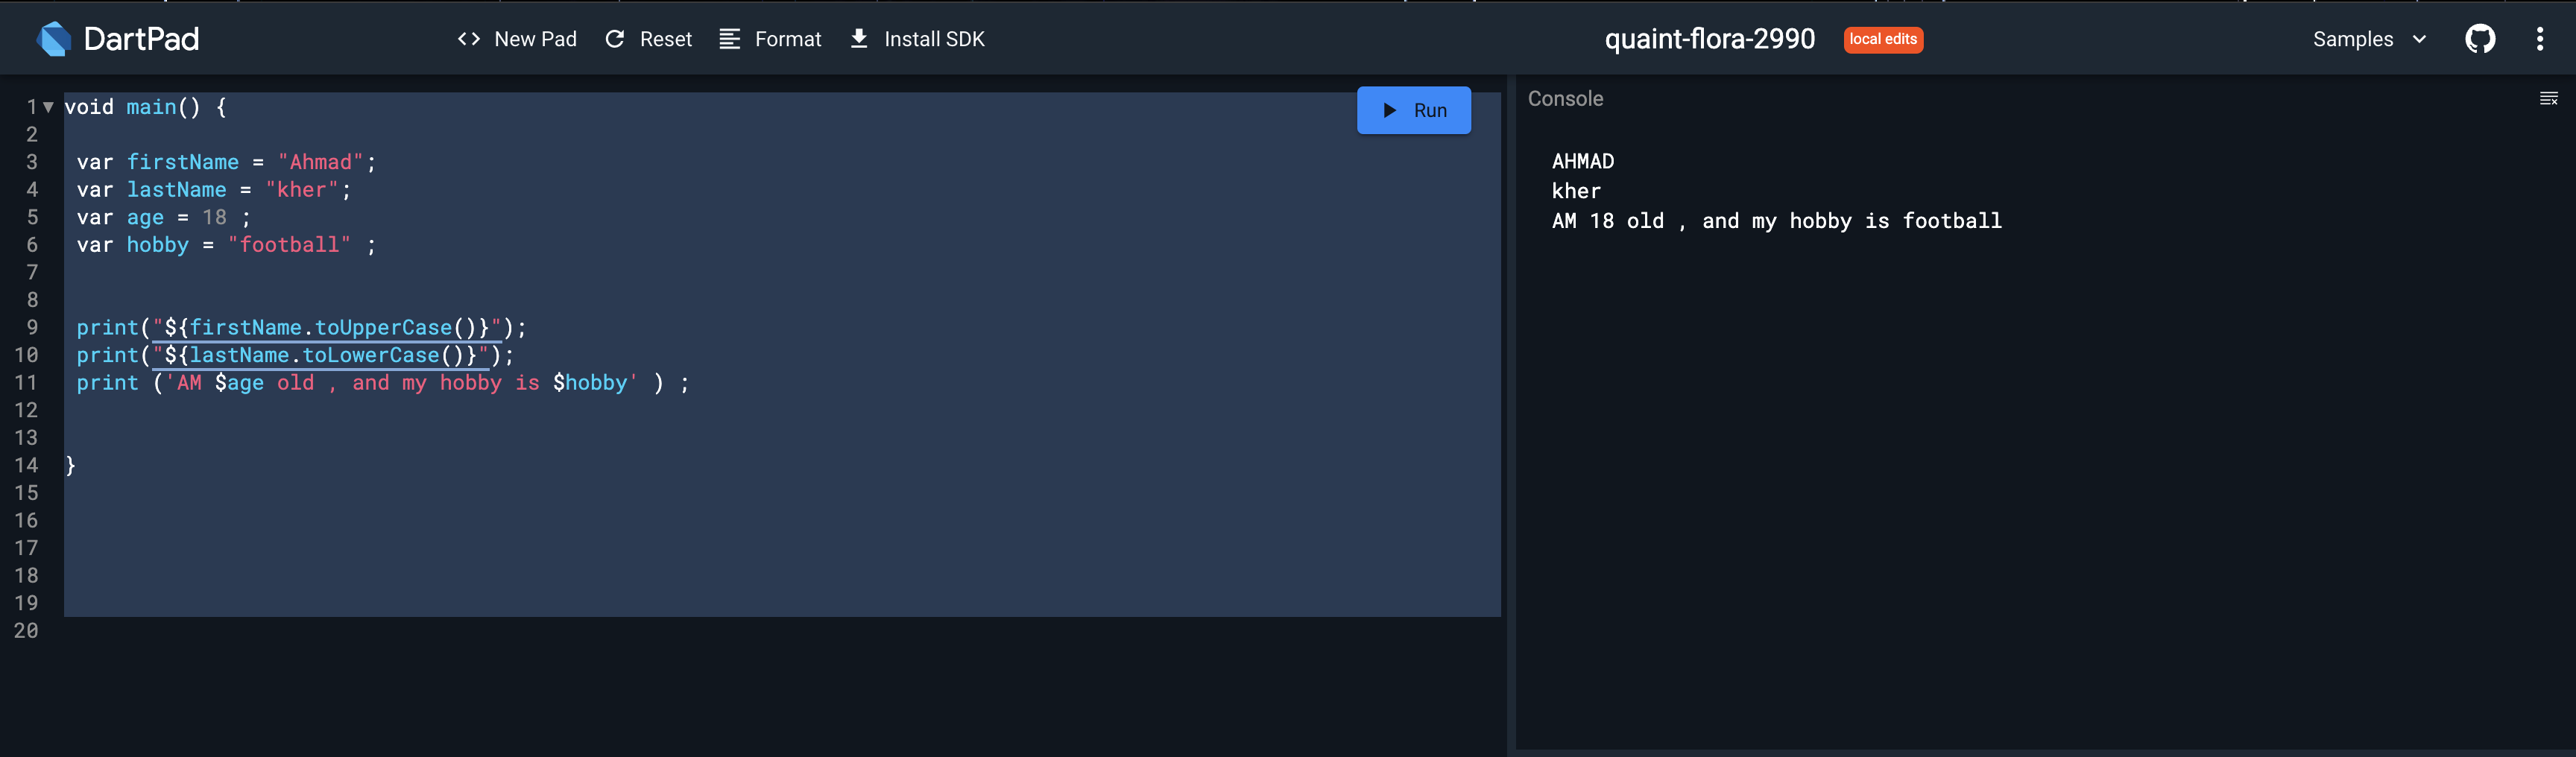 DartPad
New Pad Reset Format Install SDK
quaint-flora-2990 local edits
Samples
1 void main() {
2
3 var firstName = "Ahmad";
4 var lastName = "kher";
5 var age = 18 ;
6 var hobby = "football" ;
7
8
9 print("${firstName.toUpperCase()}");
10 print("${lastName.toLowerCase()}");
11 print ('AM $age old , and my hobby is $hobby' ) ;
12
13
14 }
15
16
17
18
19
20
Run
Console
AHMAD
kher
AM 18 old , and my hobby is football